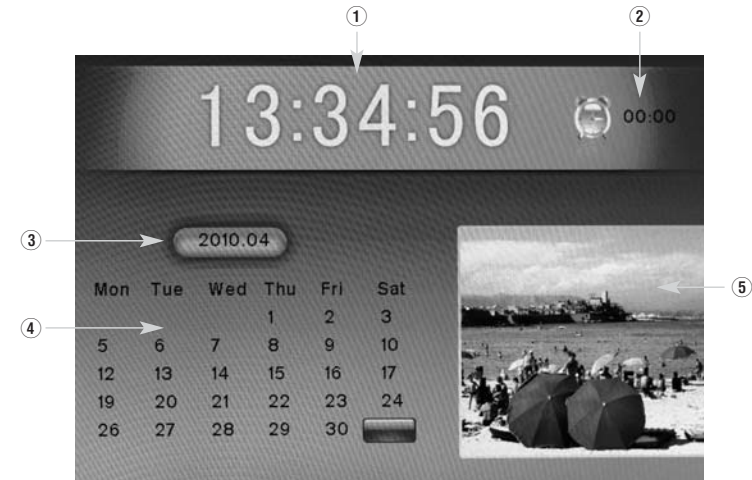 ① ②
13:34:56 00:00
③ 2010.04
⑤
Mon Tue Wed Thu Fri Sat
④ 1 2 3
5 6 7 8 9 10
12 13 14 15 16 17
19 20 21 22 23 24
26 27 28 29 30